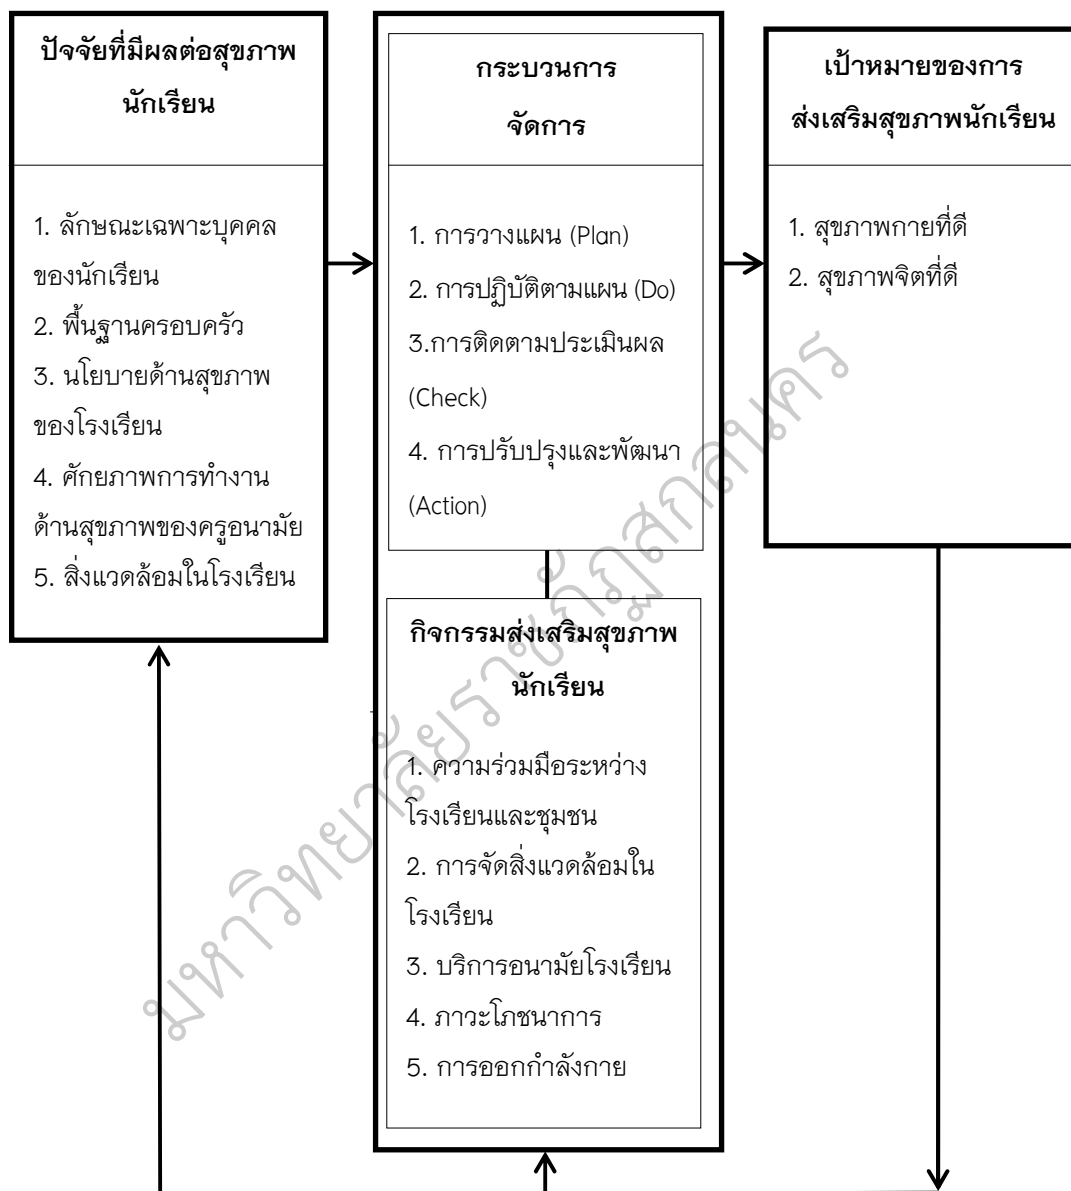 ปัจจัยที่มีผลต่อสุขภาพ
นักเรียน
1. ลักษณะเฉพาะบุคคล
ของนักเรียน
2. พื้นฐานครอบครัว
3. นโยบายด้านสุขภาพ
ของโรงเรียน
4. ศักยภาพการทำงาน
ด้านสุขภาพของครูอนามัย
5. สิ่งแวดล้อมในโรงเรียน
กระบวนการ
จัดการ
1. การวางแผน (Plan)
2. การปฏิบัติตามแผน (Do)
3.การติดตามประเมินผล
(Check)
4. การปรับปรุงและพัฒนา
(Action)
กิจกรรมส่งเสริมสุขภาพ
นักเรียน
1. ความร่วมมือระหว่าง
โรงเรียนและชุมชน
2. การจัดสิ่งแวดล้อมใน
โรงเรียน
3. บริการอนามัยโรงเรียน
4. ภาวะโภชนาการ
5. การออกกำลังกาย
เป้าหมายของการ
ส่งเสริมสุขภาพนักเรียน
1. สุขภาพกายที่ดี
2. สุขภาพจิตที่ดี
มหาวิทยาลัยราชภัฏสกลนคร